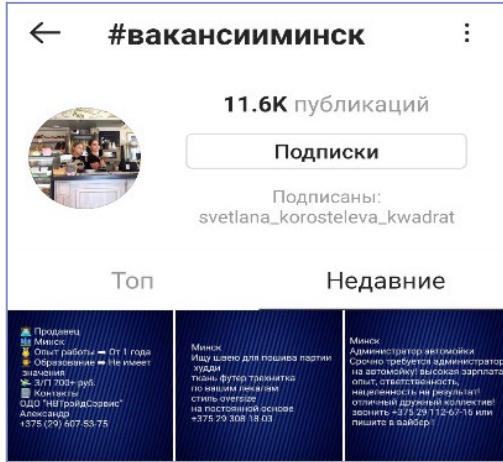 #вакансииминск
11.6K публикаций
Подписки
Подписаны:
svetlana_korosteleva_kwadrat
Топ
Недавние
Продавец
Минск
Опыт работы ➡ От 1 года
Образование ➡ Не имеет
значения
З/П 700+ руб.
Контакты
ОДО "НВТрэйдСервис"
Александр
+375 (29) 607-53-75
Минск
Ищу швею для пошива партии
худди
ткань футер трехнитка
по вашим лекалам
стиль oversize
на постоянной основе
+375 29 308 18 03
Минск
Администратор автомойки
Срочно требуется администратор
на автомойку! высокая зарплата
опыт, ответственность,
нацеленность на результат!
отличный дружный коллектив!
звонить +375 29 112-67-16 или
пишите в вайбер !